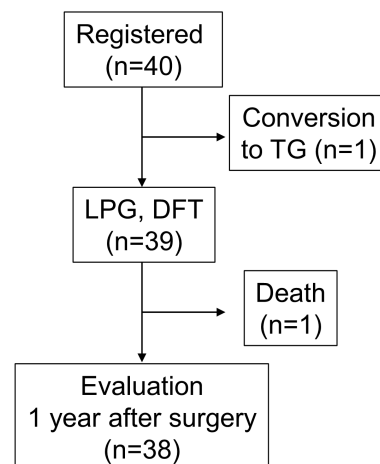 Registered
(n=40)
Conversion
to TG (n=1)
LPG, DFT
(n=39)
Death
(n=1)
Evaluation
1 year after surgery
(n=38)